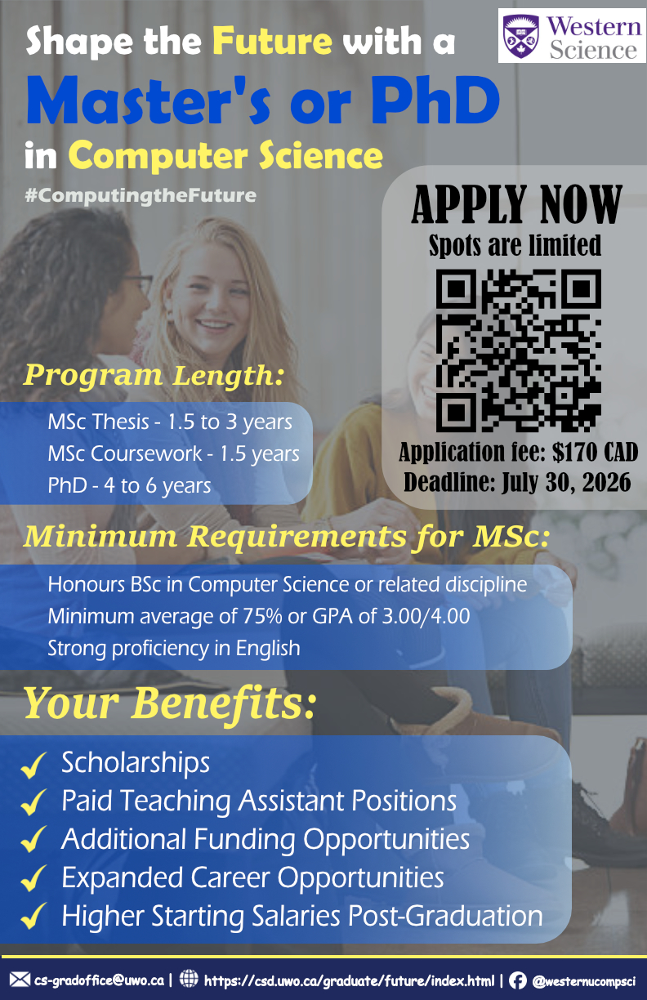 Shape the Future with a
Western
Science
Master's or PhD
in Computer Science
#ComputingtheFuture
APPLY NOW
Spots are limited
Application fee: $170 CAD
Deadline: July 30, 2026
Program Length:
MSc Thesis - 1.5 to 3 years
MSc Coursework - 1.5 years
PhD - 4 to 6 years
Minimum Requirements for MSc:
Honours BSc in Computer Science or related discipline
Minimum average of 75% or GPA of 3.00/4.00
Strong proficiency in English
Your Benefits:
Scholarships
Paid Teaching Assistant Positions
Additional Funding Opportunities
Expanded Career Opportunities
Higher Starting Salaries Post-Graduation
cs-gradoffice@uwo.ca | https://csd.uwo.ca/graduate/future/index.html | @westernucompsci